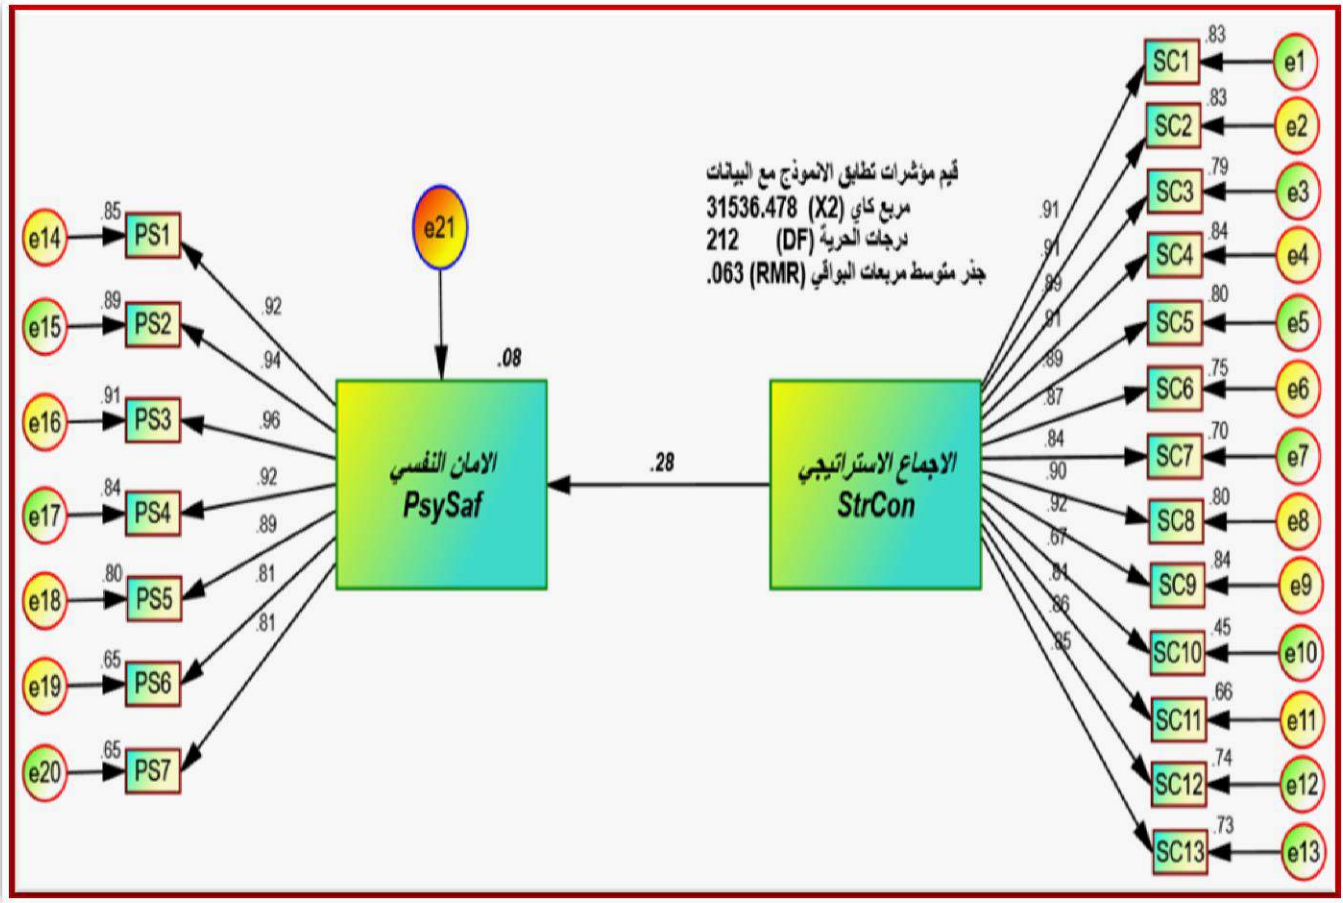 قيم مؤشرات تطابق الانموذج مع البيانات
مربع كاي (X2) 31536.478
درجات الحرية (DF) 212
جذر متوسط مربعات البواقي (RMR) .063
e21
.08
الامان النفسي
PsySaf
.28
الاجماع الاستراتيجي
StrCon
e14 .85 PS1 .92
e15 .89 PS2 .94
e16 .91 PS3 .96
e17 .84 PS4 .92
e18 .80 PS5 .89
e19 .65 PS6 .81
e20 .65 PS7 .81
.91 SC1 .83 e1
.91 SC2 .83 e2
.89 SC3 .79 e3
.91 SC4 .84 e4
.89 SC5 .80 e5
.87 SC6 .75 e6
.84 SC7 .70 e7
.90 SC8 .80 e8
.92 SC9 .84 e9
.67 SC10 .45 e10
.81 SC11 .66 e11
.86 SC12 .74 e12
.85 SC13 .73 e13